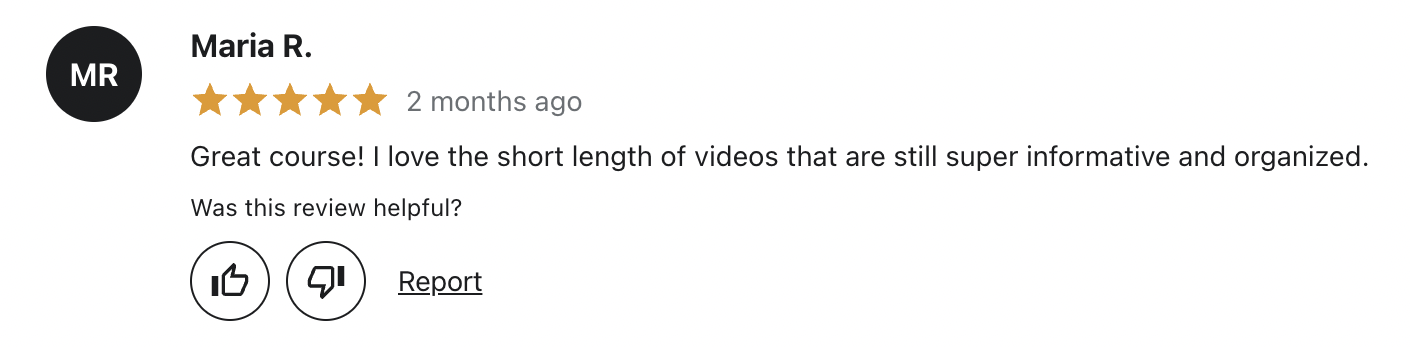 MR
Maria R.
2 months ago
Great course! I love the short length of videos that are still super informative and organized.
Was this review helpful?
Report